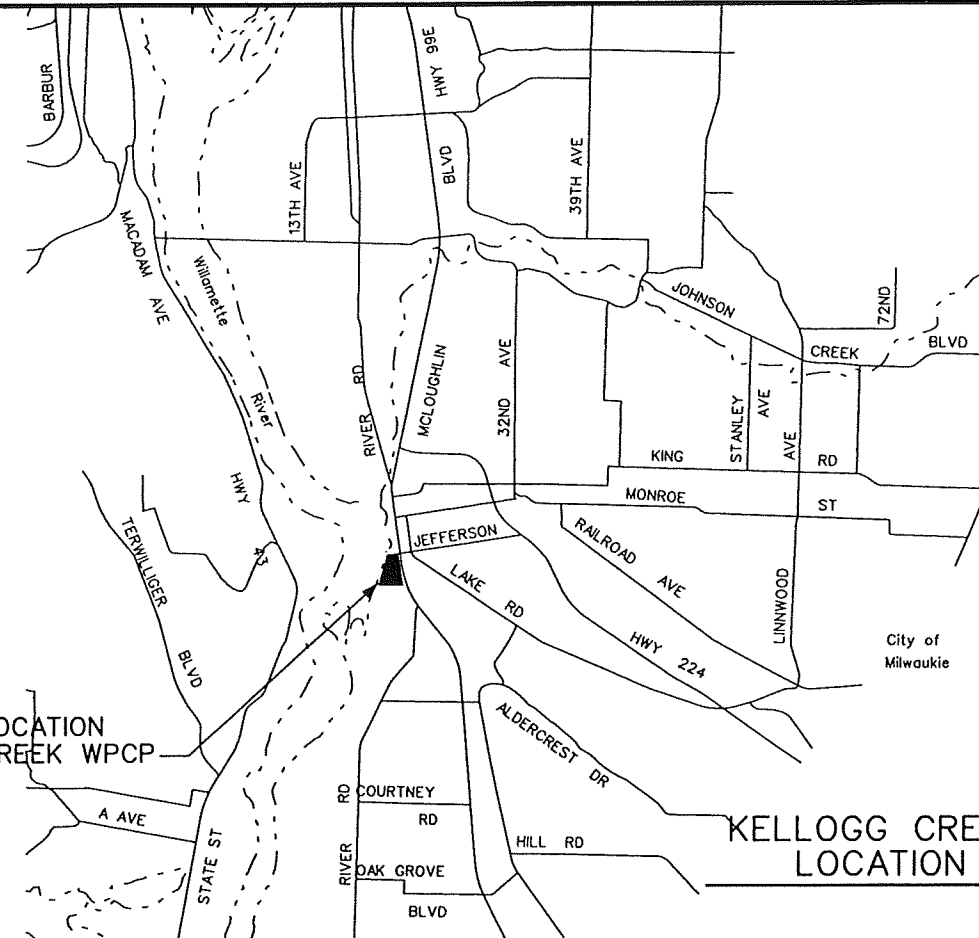 BARBUR
HWY 99E
BLVD
13TH AVE
39TH AVE
MACADAM AVE
Willamette
River
HWY
43
RIVER RD
MCLOUGHLIN
32ND AVE
JOHNSON
CREEK
BLVD
72ND
STANLEY
AVE
AVE
LINNWOOD
KING RD
MONROE ST
JEFFERSON
RAILROAD AVE
LAKE RD
HWY 224
City of
Milwaukie
TERWILLIGER
BLVD
OCATION
REEK WPCP
ALDERCREST DR
A AVE
STATE ST
RIVER RD
COURTNEY
RD
HILL RD
OAK GROVE
BLVD
KELLOGG CRE
LOCATION